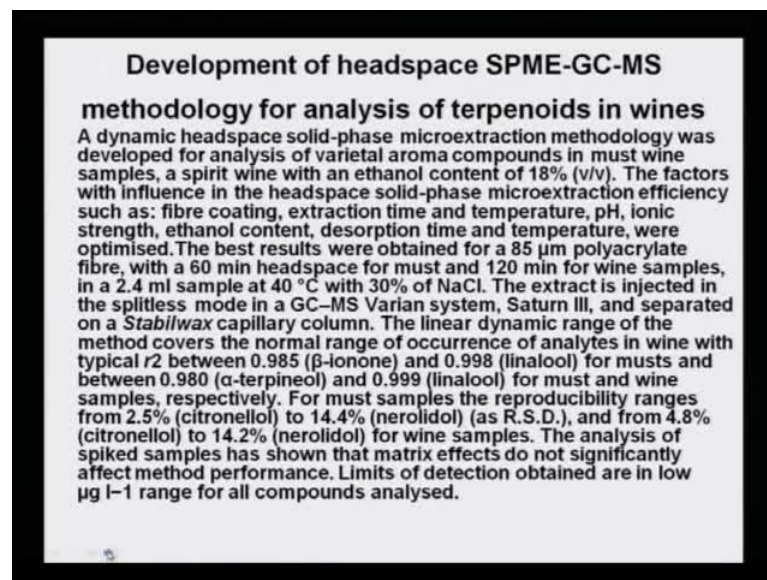 Development of headspace SPME-GC-MS
methodology for analysis of terpenoids in wines
A dynamic headspace solid-phase microextraction methodology was
developed for analysis of varietal aroma compounds in must wine
samples, a spirit wine with an ethanol content of 18% (v/v). The factors
with influence in the headspace solid-phase microextraction efficiency
such as: fibre coating, extraction time and temperature, pH, ionic
strength, ethanol content, desorption time and temperature, were
optimised.The best results were obtained for a 85 µm polyacrylate
fibre, with a 60 min headspace for must and 120 min for wine samples,
in a 2.4 ml sample at 40 °C with 30% of NaCl. The extract is injected in
the splitless mode in a GC–MS Varian system, Saturn III, and separated
on a Stabilwax capillary column. The linear dynamic range of the
method covers the normal range of occurrence of analytes in wine with
typical r2 between 0.985 (β-ionone) and 0.998 (linalool) for musts and
between 0.980 (α-terpineol) and 0.999 (linalool) for must and wine
samples, respectively. For must samples the reproducibility ranges
from 2.5% (citronellol) to 14.4% (nerolidol) (as R.S.D.), and from 4.8%
(citronellol) to 14.2% (nerolidol) for wine samples. The analysis of
spiked samples has shown that matrix effects do not significantly
affect method performance. Limits of detection obtained are in low
µg l−1 range for all compounds analysed.